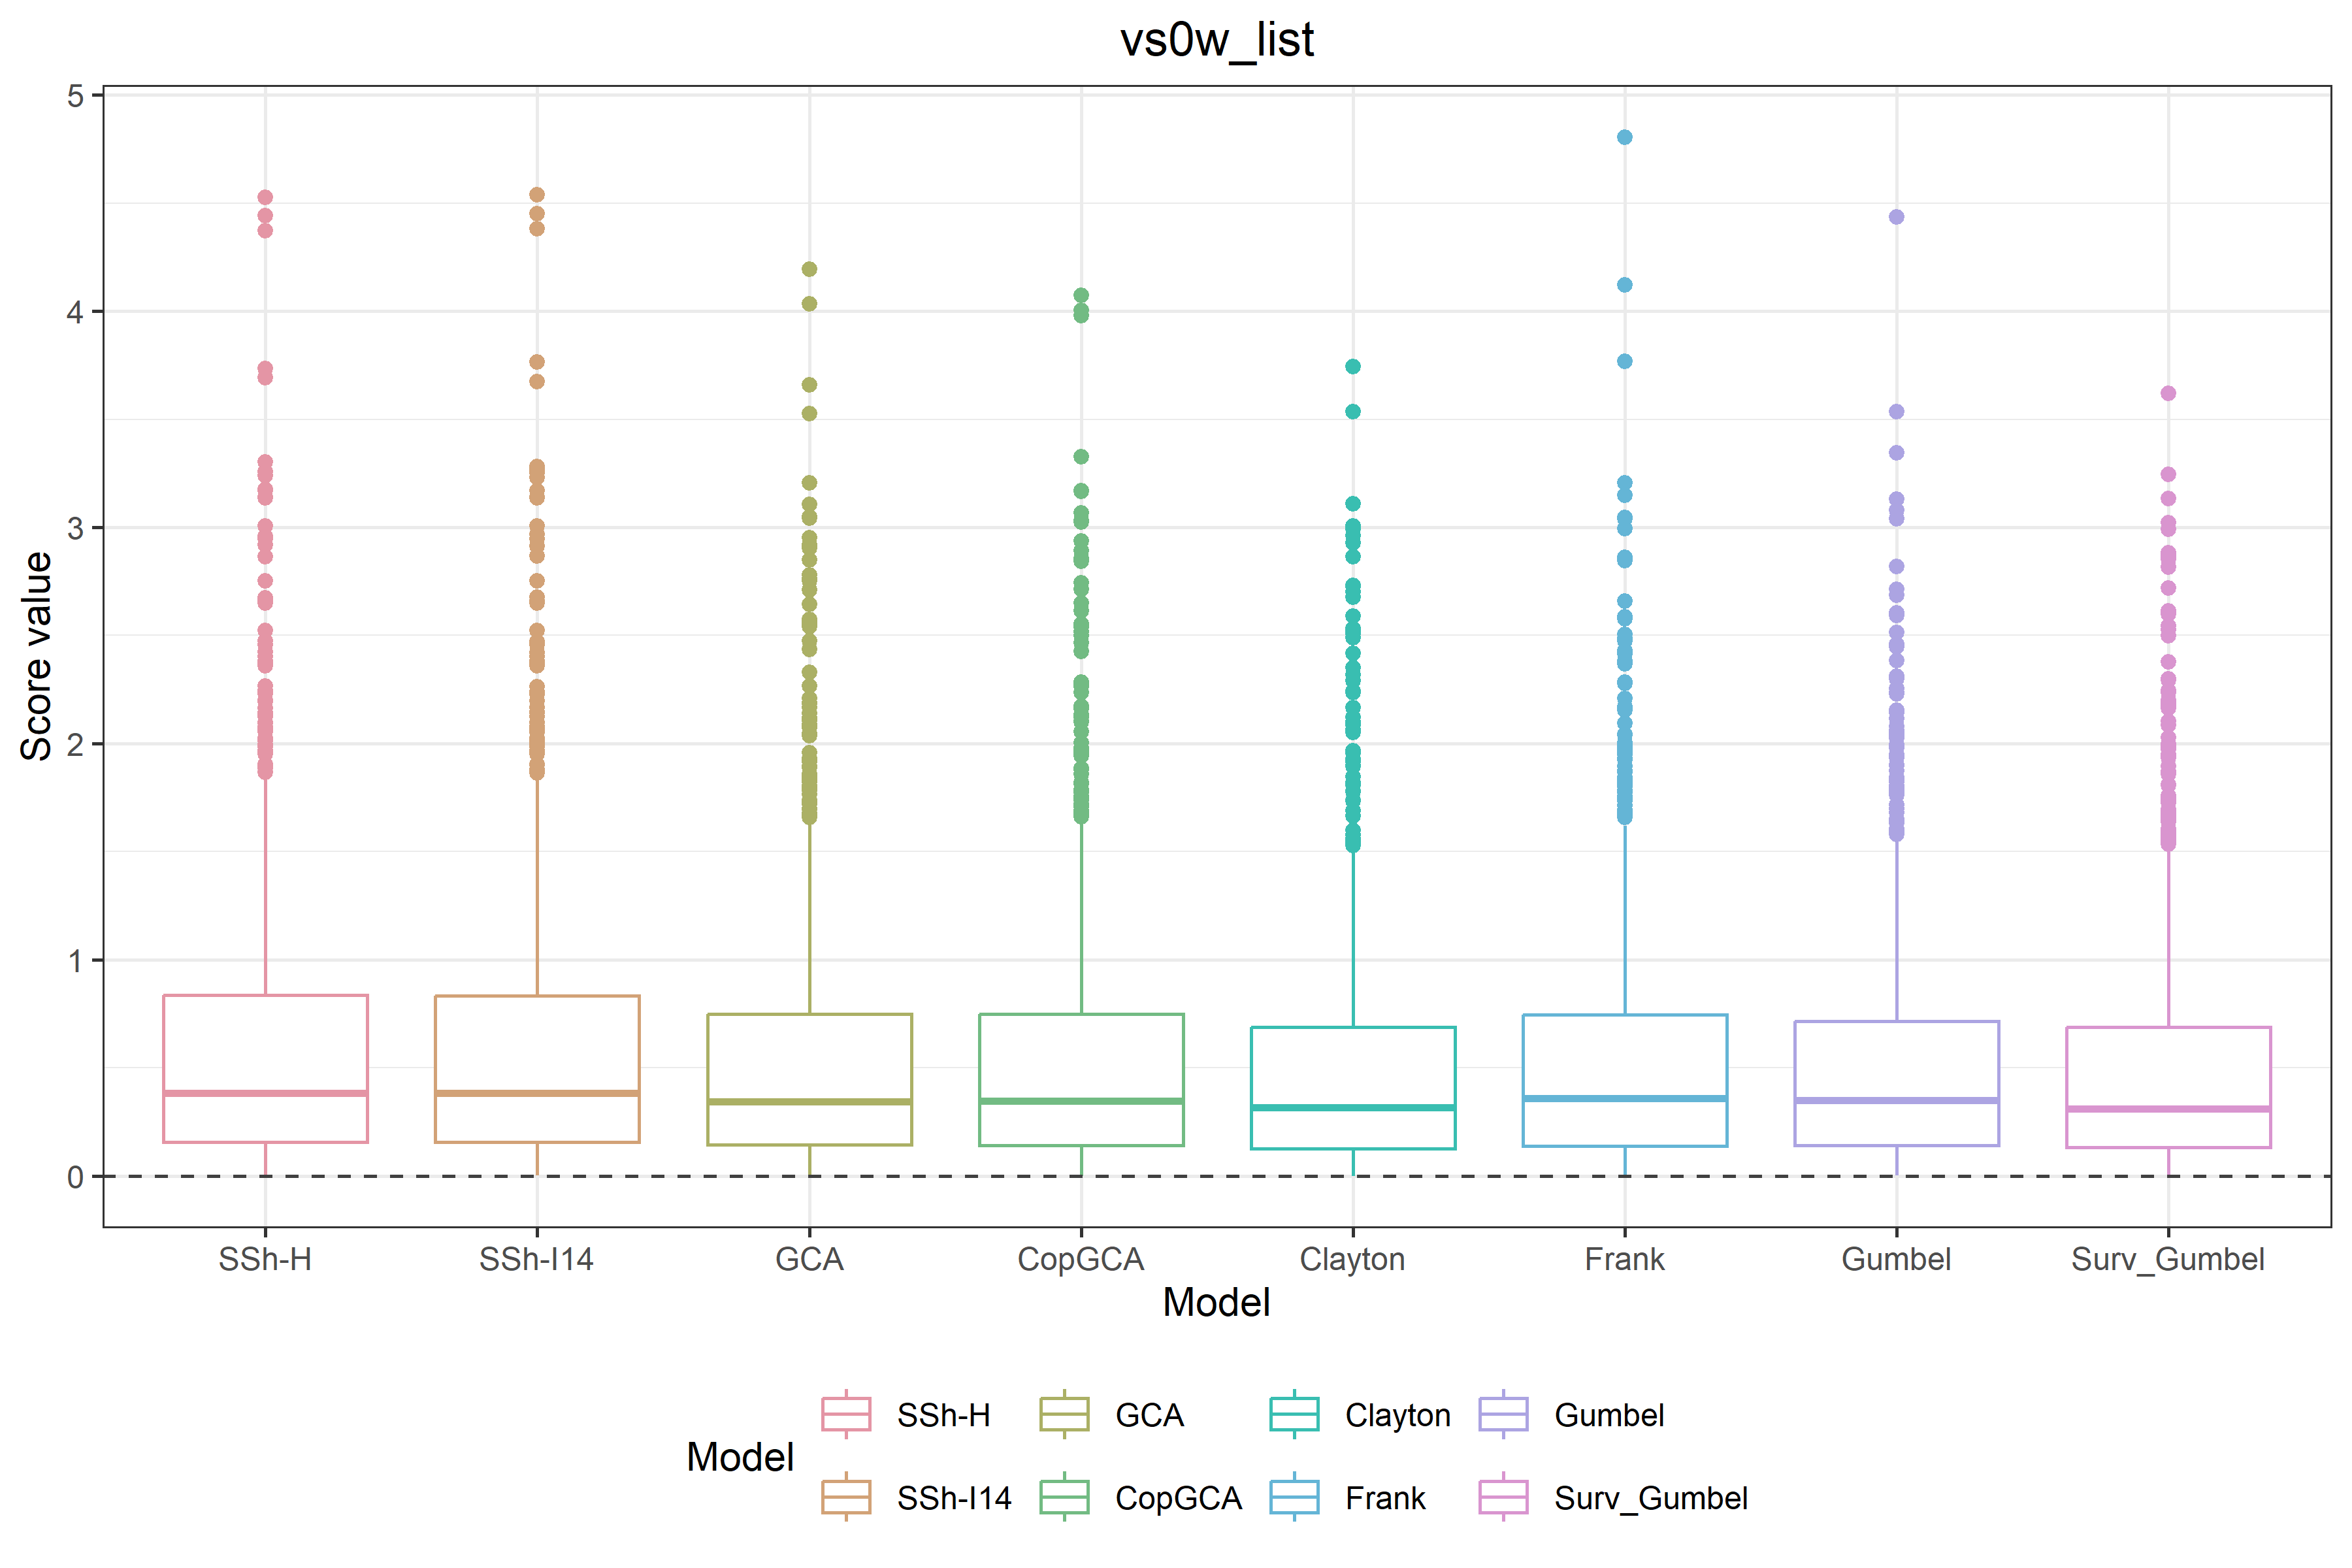 vs0w_list
5
4
3
2
1
0
Score value
SSh-H SSh-I14 GCA CopGCA Clayton Frank Gumbel Surv_Gumbel
Model
Model
SSh-H GCA Clayton Gumbel
SSh-I14 CopGCA Frank Surv_Gumbel